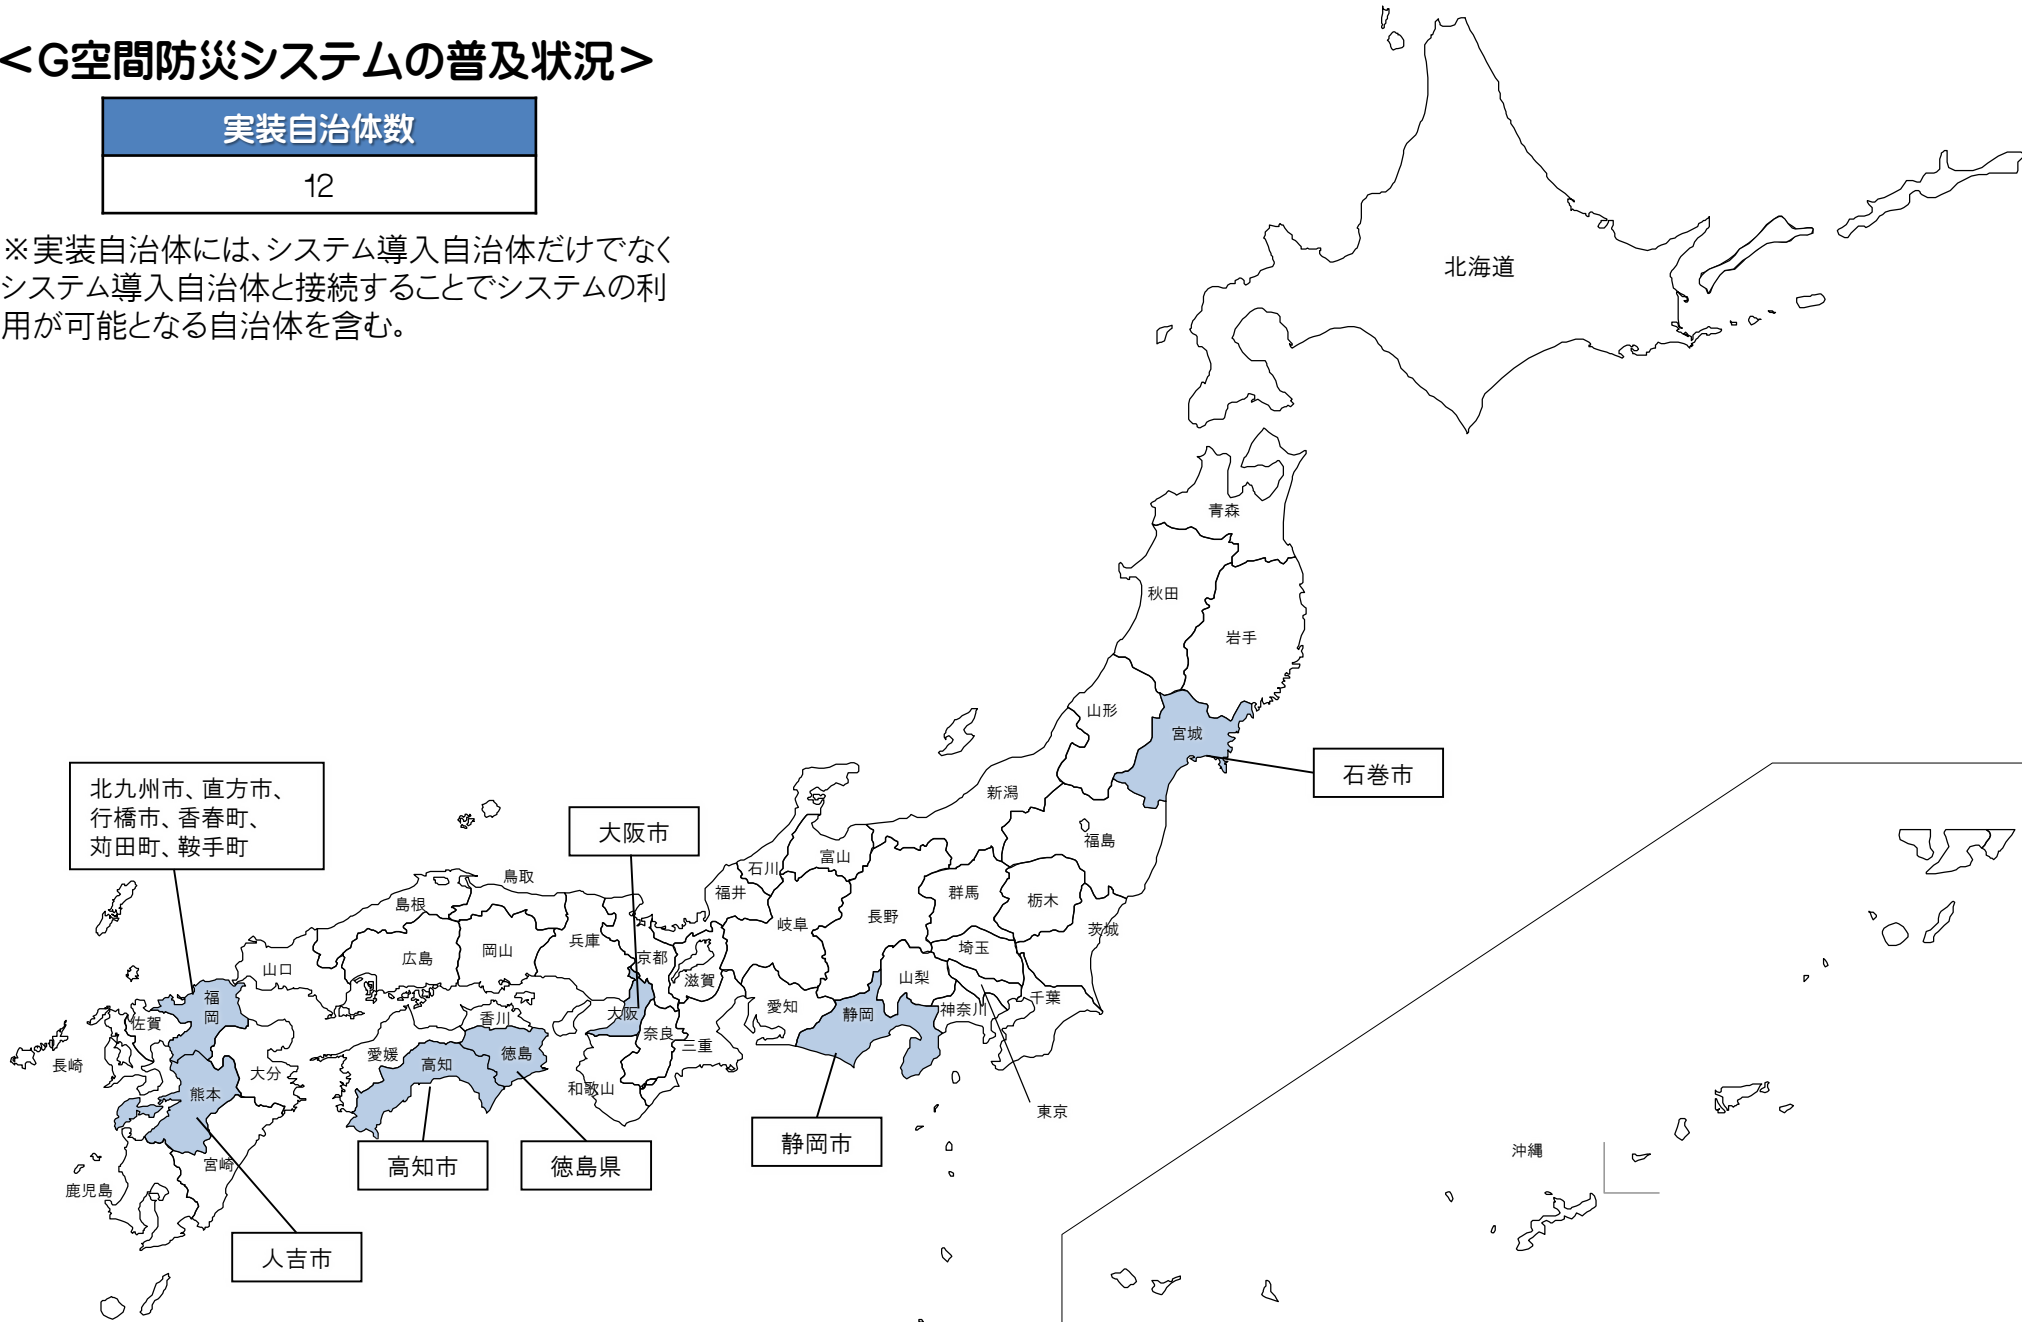 <G空間防災システムの普及状況>
実装自治体数
12
※実装自治体には、システム導入自治体だけでなく
システム導入自治体と接続することでシステムの利
用が可能となる自治体を含む。
北海道
青森
秋田
岩手
山形
宮城
石巻市
新潟
福島
北九州市、直方市、
行橋市、香春町、
苅田町、鞍手町
大阪市
富山
石川
福井
群馬
栃木
茨城
長野
岐阜
埼玉
山梨
千葉
神奈川
東京
静岡
愛知
静岡市
鳥取
島根
岡山
広島
山口
兵庫
京都
滋賀
大阪
奈良
三重
和歌山
香川
徳島
愛媛
高知
高知市
徳島県
福
岡
佐賀
長崎
大分
熊本
宮崎
鹿児島
人吉市
沖縄